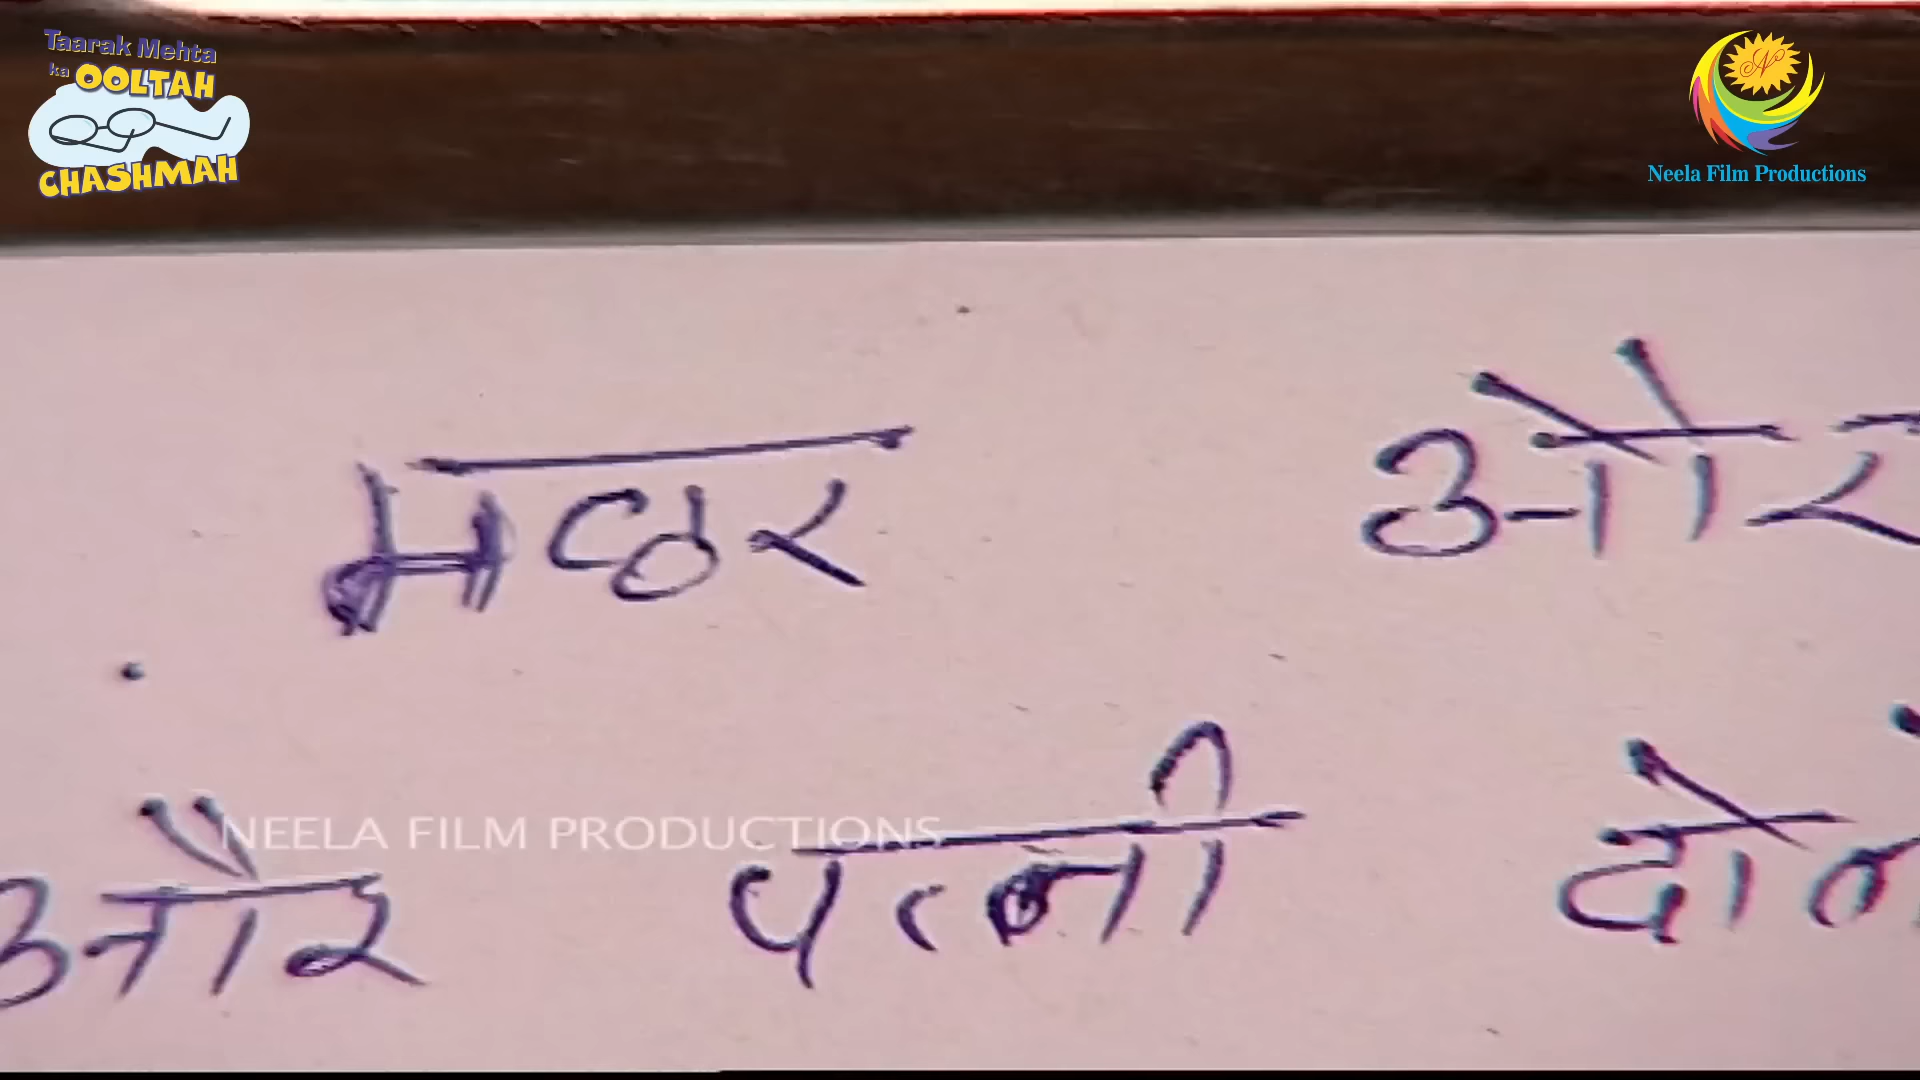 Taarak Mehta
ka OOLTAH
CHASHMAH
Neela Film Productions
मच्छर और
NEELA FILM PRODUCTIONS
और पत्नी